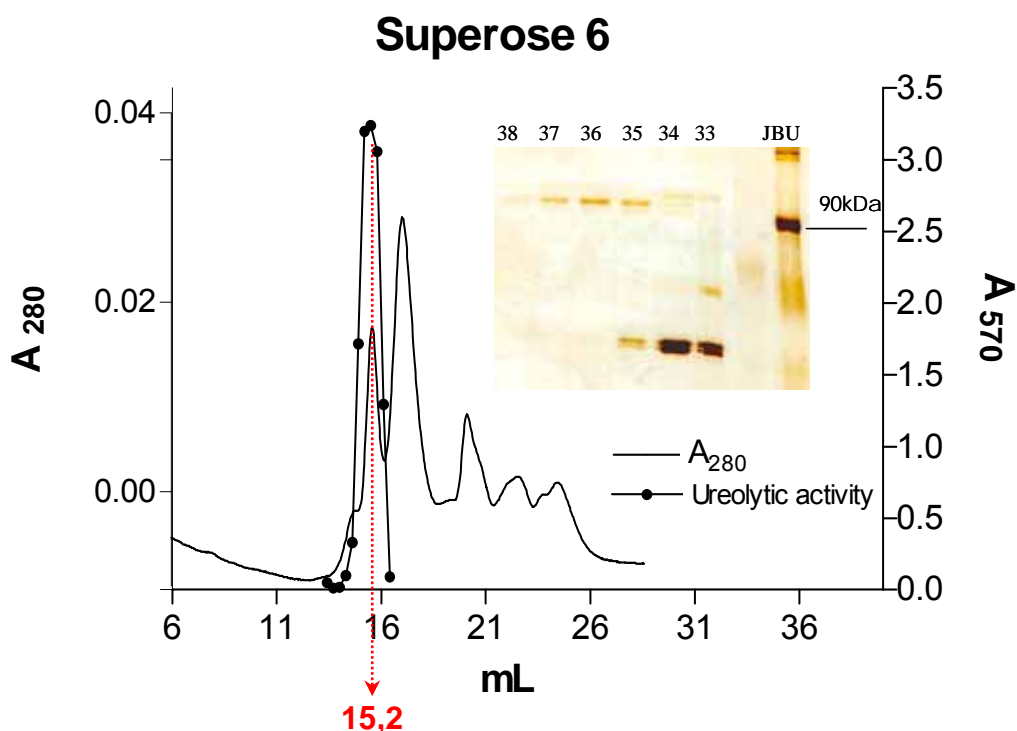 Superose 6
0.04
0.02
0.00
A 280
3.5
3.0
2.5
2.0
1.5
1.0
0.5
0.0
A 570
38 37 36 35 34 33 JBU
90kDa
A280
Ureolytic activity
6 11 16 21 26 31 36
mL
15,2